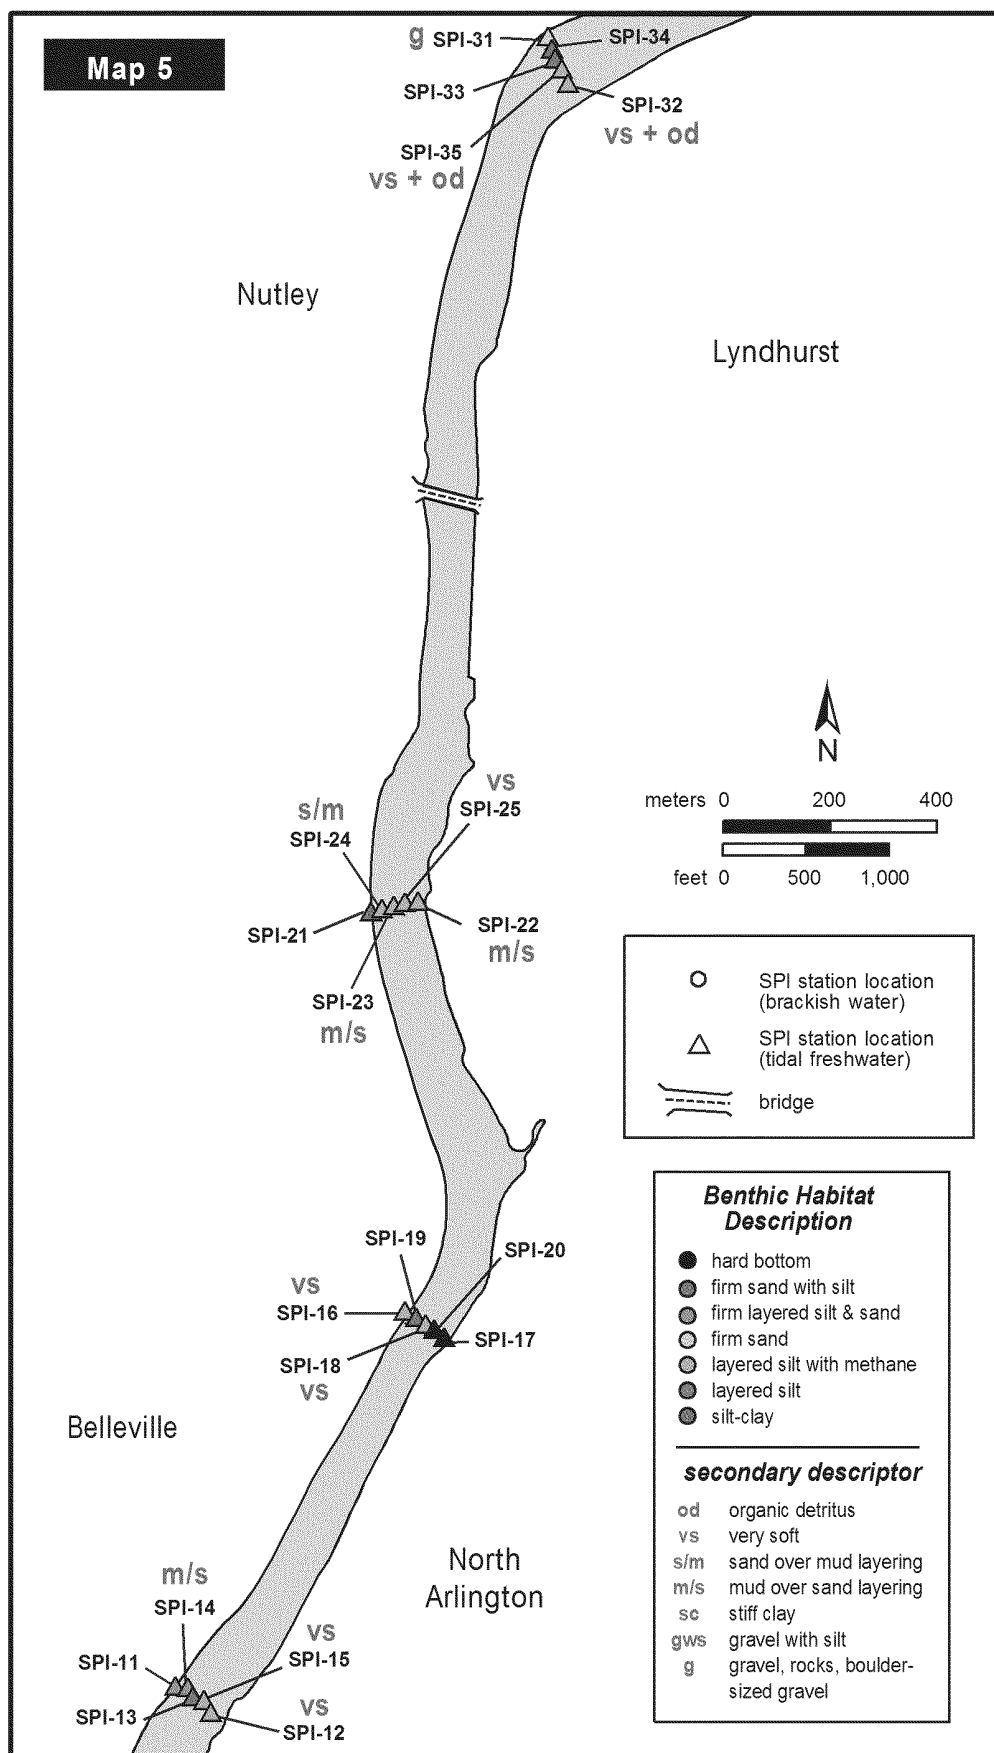 Map 5
g SPI-31
SPI-34
SPI-33
SPI-32
vs + od
SPI-35
vs + od
Nutley
Lyndhurst
N
meters 0 200 400
feet 0 500 1,000
vs
SPI-25
s/m
SPI-24
SPI-21
SPI-22
m/s
SPI-23
m/s
SPI station location
(brackish water)
SPI station location
(tidal freshwater)
bridge
SPI-19
SPI-20
vs
SPI-16
SPI-17
SPI-18
vs
Belleville
North
Arlington
m/s
SPI-14
vs
SPI-15
SPI-11
SPI-13
vs
SPI-12
Benthic Habitat
Description
hard bottom
firm sand with silt
firm layered silt & sand
firm sand
layered silt with methane
layered silt
silt-clay
secondary descriptor
od organic detritus
vs very soft
s/m sand over mud layering
m/s mud over sand layering
sc stiff clay
gws gravel with silt
g gravel, rocks, boulder-
sized gravel